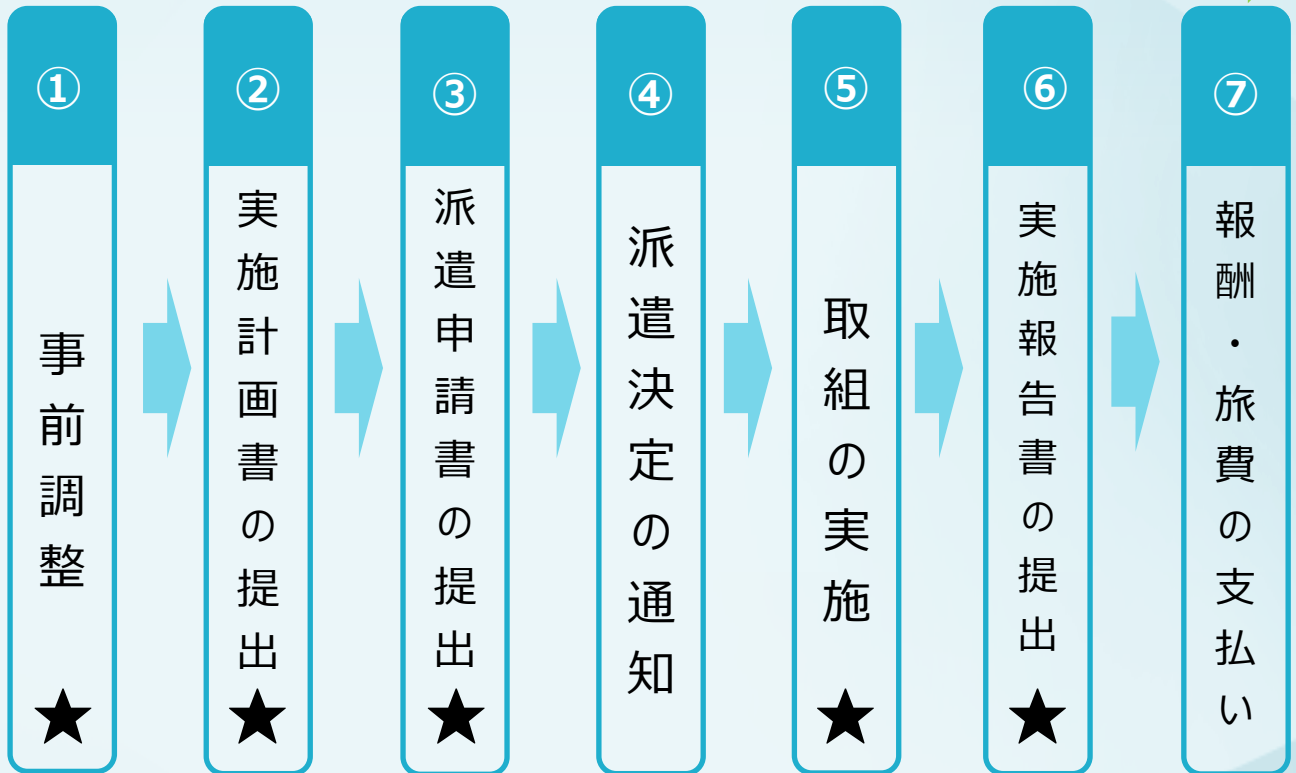 ①
事前調整
★
②
実施計画書の提出
★
③
派遣申請書の提出
★
④
派遣決定の通知
⑤
取組の実施
★
⑥
実施報告書の提出
★
⑦
報酬・旅費の支払い